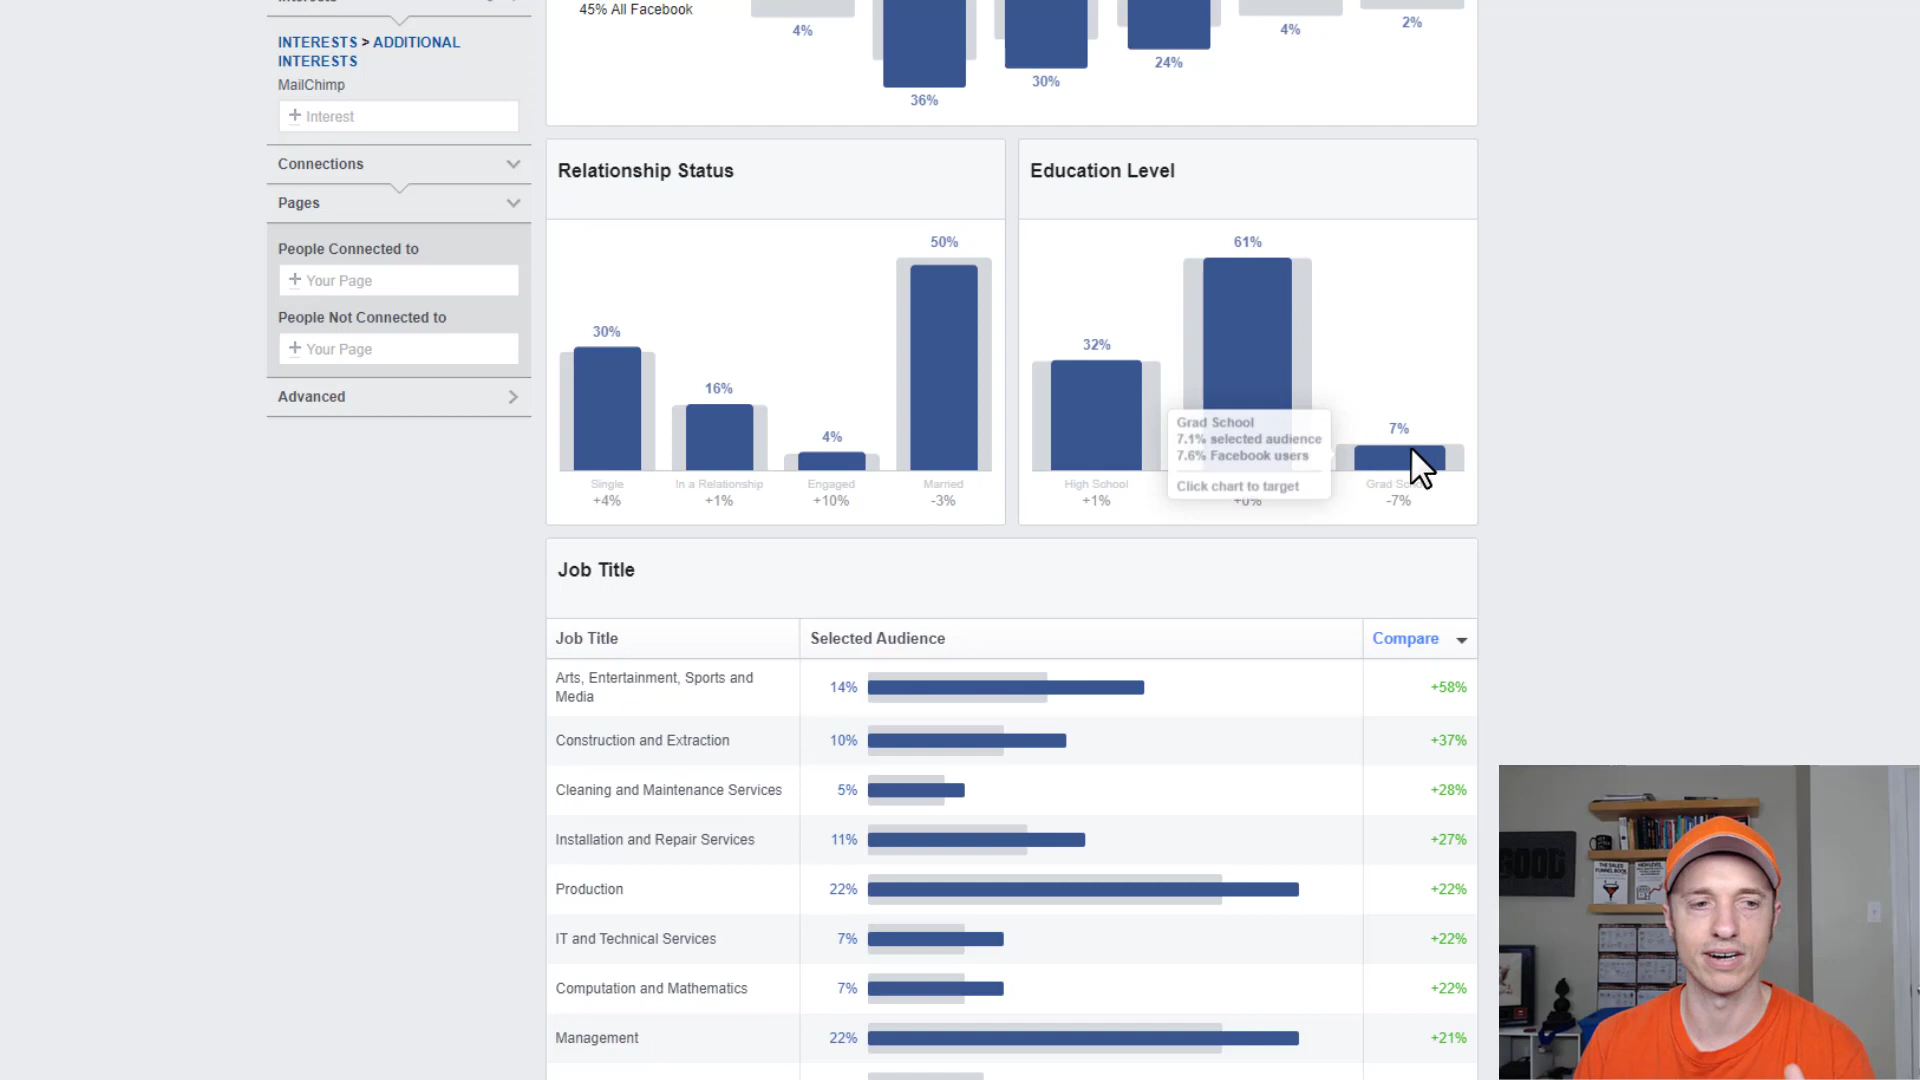 45% All Facebook
4%
36%
30%
24%
4%
2%
INTERESTS > ADDITIONAL
INTERESTS
MailChimp
+ Interest
Connections
Pages
People Connected to
+ Your Page
People Not Connected to
+ Your Page
Advanced
Relationship Status
30%
16%
4%
50%
Single
In a Relationship
Engaged
Married
+4%
+1%
+10%
-3%
Education Level
32%
61%
7%
Grad School
7.1% selected audience
7.6% Facebook users
Click chart to target
High School
+1%
+0%
-7%
Job Title
Job Title
Selected Audience
Compare
Arts, Entertainment, Sports and
Media
14%
+58%
Construction and Extraction
10%
+37%
Cleaning and Maintenance Services
5%
+28%
Installation and Repair Services
11%
+27%
Production
22%
+22%
IT and Technical Services
7%
+22%
Computation and Mathematics
7%
+22%
Management
22%
+21%
GOOD